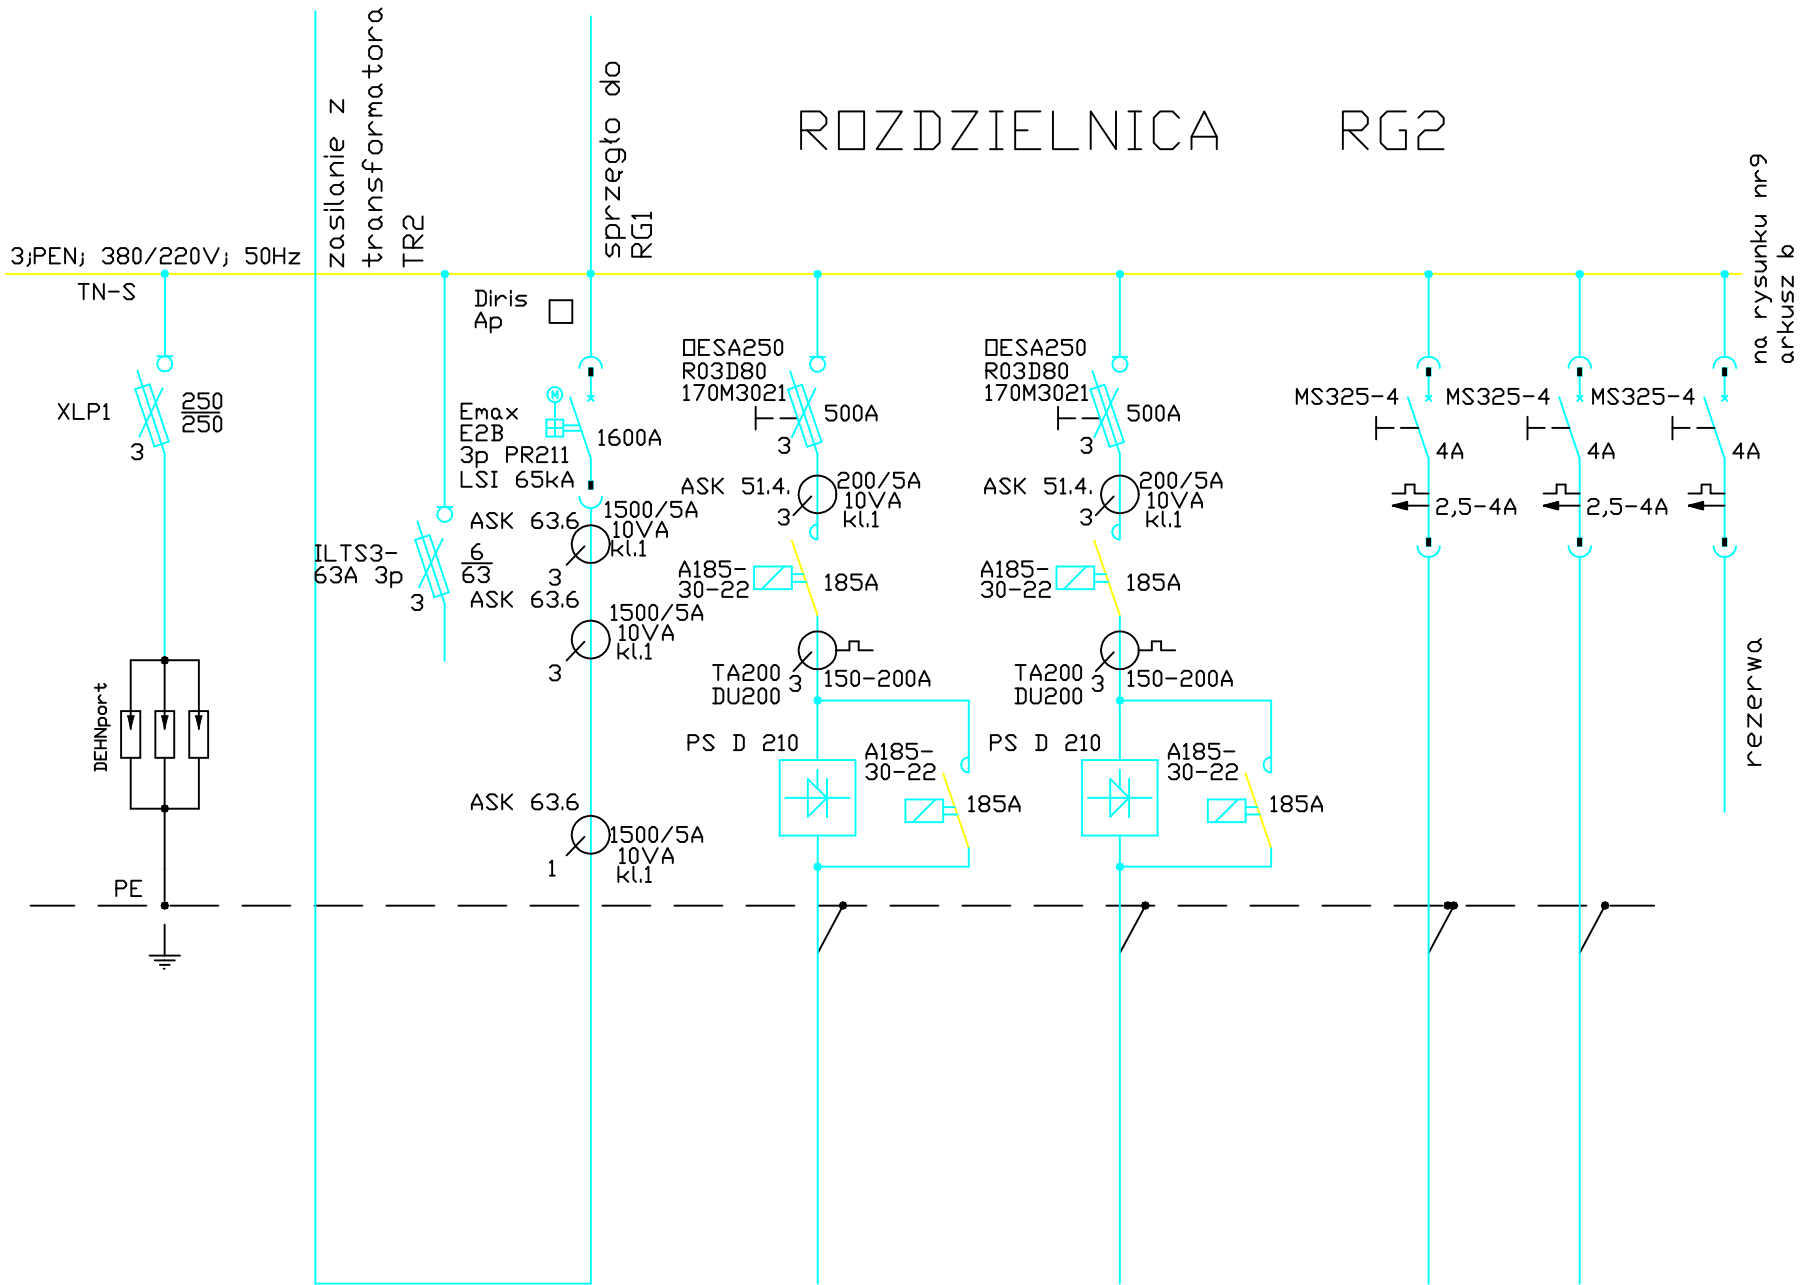 ROZDZIELNICA RG2
zasilanie z
transformatora
TR2
sprzęgło do
RG1
na rysunku nr9
arkusz b
3;PEN; 380/220V; 50Hz
TN-S
XLP1
250
250
3
DEHNport
PE
ILTS3-
63A 3p
6
63
3
Diris
Ap
M
Emax
E2B
3p PR211
LSI 65kA
1600A
ASK 63.6
1500/5A
10VA
kl.1
3
ASK 63.6
1500/5A
10VA
kl.1
3
ASK 63.6
1500/5A
10VA
kl.1
1
OESA250
R03D80
170M3021
500A
3
ASK 51.4.
200/5A
10VA
kl.1
3
A185-
30-22
185A
TA200
DU200
3
150-200A
PS D 210
A185-
30-22
185A
OESA250
R03D80
170M3021
500A
3
ASK 51.4.
200/5A
10VA
kl.1
3
A185-
30-22
185A
TA200
DU200
3
150-200A
PS D 210
A185-
30-22
185A
MS325-4
4A
2,5-4A
MS325-4
4A
2,5-4A
MS325-4
4A
rezerwa